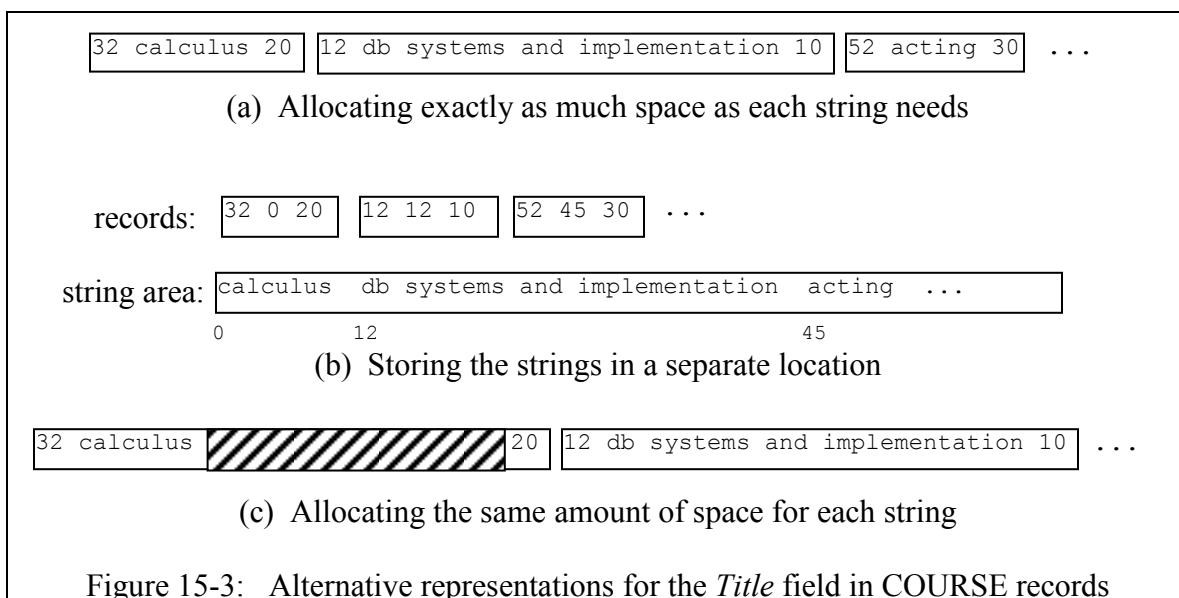 32 calculus 20 12 db systems and implementation 10 52 acting 30 ...
(a) Allocating exactly as much space as each string needs
records: 32 0 20 12 12 10 52 45 30 ...
string area: calculus db systems and implementation acting ...
0 12 45
(b) Storing the strings in a separate location
32 calculus 20 12 db systems and implementation 10 ...
(c) Allocating the same amount of space for each string
Figure 15-3: Alternative representations for the Title field in COURSE records